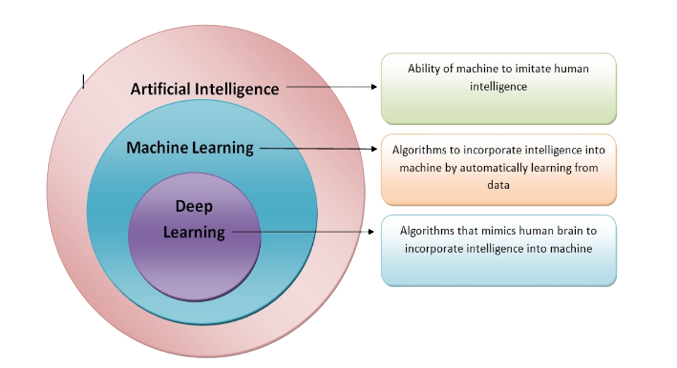 Artificial Intelligence
Ability of machine to imitate human
intelligence
Machine Learning
Algorithms to incorporate intelligence into
machine by automatically learning from
data
Deep
Learning
Algorithms that mimics human brain to
incorporate intelligence into machine